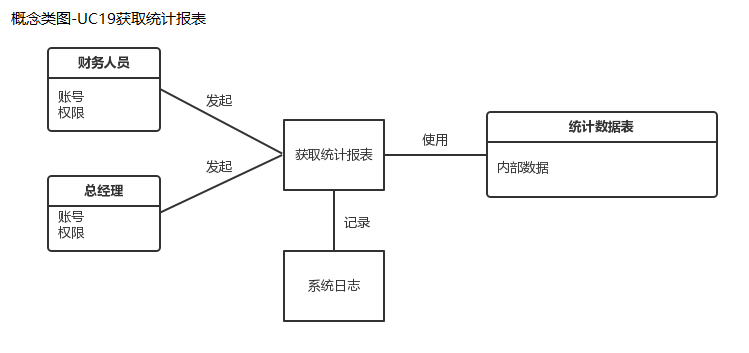 概念类图-UC19获取统计报表
财务人员
账号
权限
发起
获取统计报表
使用
统计数据表
内部数据
发起
总经理
账号
权限
记录
系统日志